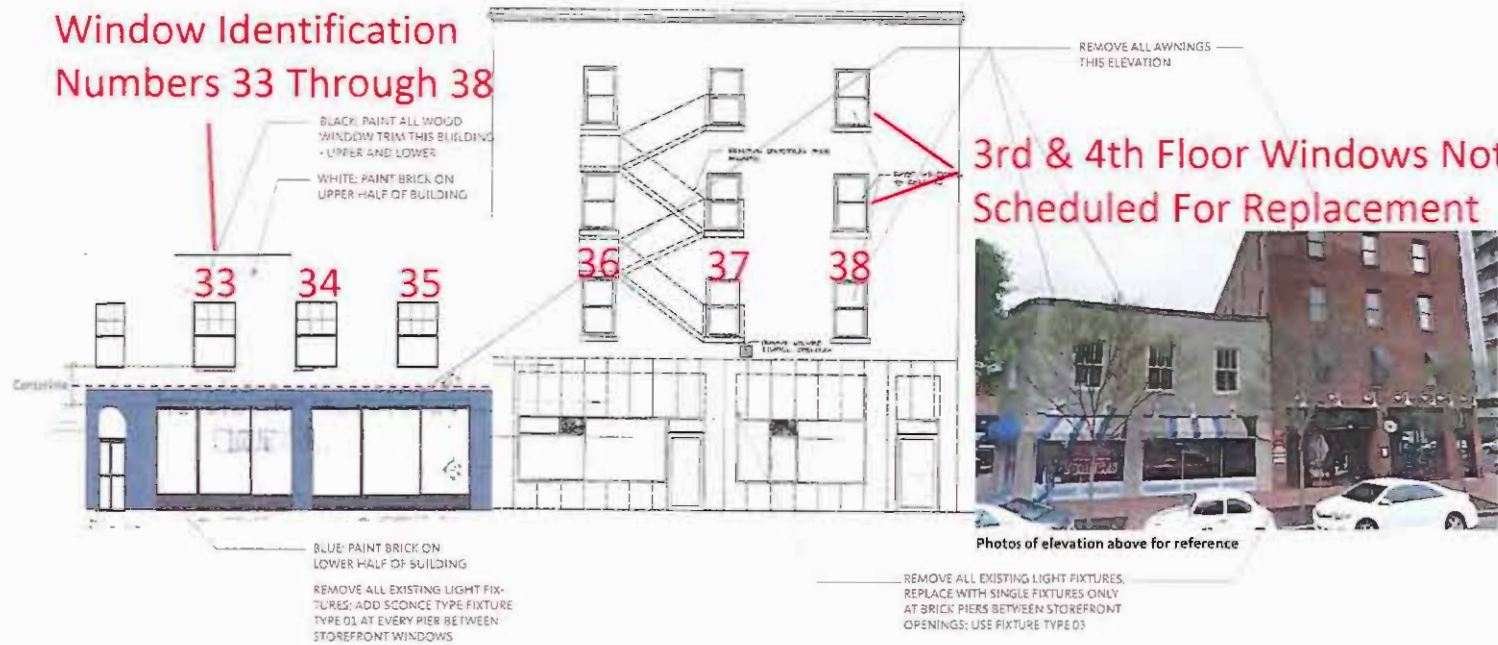 Window Identification
Numbers 33 Through 38
BLACK: PAINT ALL WOOD
WINDOW TRIM THIS BUILDING
- UPPER AND LOWER
WHITE: PAINT BRICK ON
UPPER HALF OF BUILDING
REMOVE ALL AWNINGS
THIS ELEVATION
3rd & 4th Floor Windows Not
Scheduled For Replacement
33
34
35
36
37
38
Centerline
Photos of elevation above for reference
BLUE: PAINT BRICK ON
LOWER HALF OF BUILDING
REMOVE ALL EXISTING LIGHT FIX-
TURES; ADD SCONCE TYPE FIXTURE
TYPE 01 AT EVERY PIER BETWEEN
STOREFRONT WINDOWS
REMOVE ALL EXISTING LIGHT FIXTURES,
REPLACE WITH SINGLE FIXTURES ONLY
AT BRICK PIERS BETWEEN STOREFRONT
OPENINGS; USE FIXTURE TYPE 03